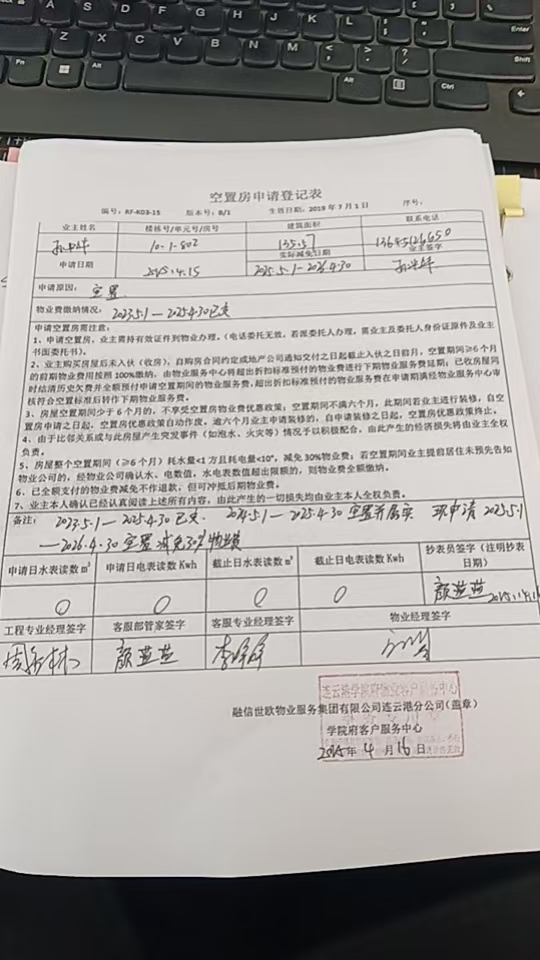 空置房申请登记表
编号：RF-K03-15 版本号：B/1 生效日期：2019年7月1日 序号：
业主姓名 楼栋号/单元号/房号 建筑面积 联系电话
10-1-802 135.57 13645126650
申请日期 实际减免日期 业主签字
2025.4.15 2025.5.1-2026.4.30
申请原因：空置
物业费缴纳情况：2023.5.1-2025.4.30已交
申请空置房需注意：
1、申请空置房，业主需持有效证件到物业办理。（电话委托无效，若派委托人办理，需业主及委托人身份证原件及业主
书面委托书）。
2、业主购买房屋后未入伙（收房），自购房合同约定或地产公司通知交付之日起截止入伙之日前月，空置期间≥6个月
的前期物业费用按照100%缴纳，由物业服务中心将超出折扣标准预付的物业费进行下期物业服务费延期；已收房屋同
时结清历史欠费并全额预付申请空置期间的物业服务费，超出折扣标准预付的物业服务费在申请期满经物业服务中心审
核符合空置标准后转作下期物业服务费。
3、房屋空置期间少于6个月的，不享受空置房物业费优惠政策；空置期间不满六个月，此期间若业主进行装修，自空
置房申请之日起，空置房优惠政策自动作废。逾六个月业主申请装修的，自申请装修之日起，空置房优惠政策终止。
4、由于比邻关系或与此房屋产生突发事件（如泡水、火灾等）情况予以积极配合，由此产生的经济损失将由业主全权
负责。
5、房屋整个空置期间（≥6个月）耗水量<1方且耗电量<10°，减免30%物业费；若空置期间业主提前居住未预先告知
物业公司的，经物业公司确认水、电数值，水电表数值超出限额的，则物业费全额缴纳。
6、已全额支付的物业费减免不作退款，但可冲抵后期物业费。
7、业主本人确认已经认真阅读上述所有内容，由此产生的一切损失均由业主本人全权负责。
备注：2023.5.1-2025.4.30已交。2024.5.1-2025.4.30空置并属实 现申请2025.5.1
-2026.4.30空置减免30%物业费
申请日水表读数m³ 申请日电表读数Kwh 截止日水表读数m³ 截止日电表读数Kwh 抄表员签字（注明抄表
日期）
0 0 0 0 颜燕燕
工程专业经理签字 客服部管家签字 客服专业经理签字 物业经理签字
颜燕燕
连云港学院府物业客户服务中心
融信世欧物业服务集团有限公司连云港分公司（盖章）
学院府客户服务中心
2025年4月16日